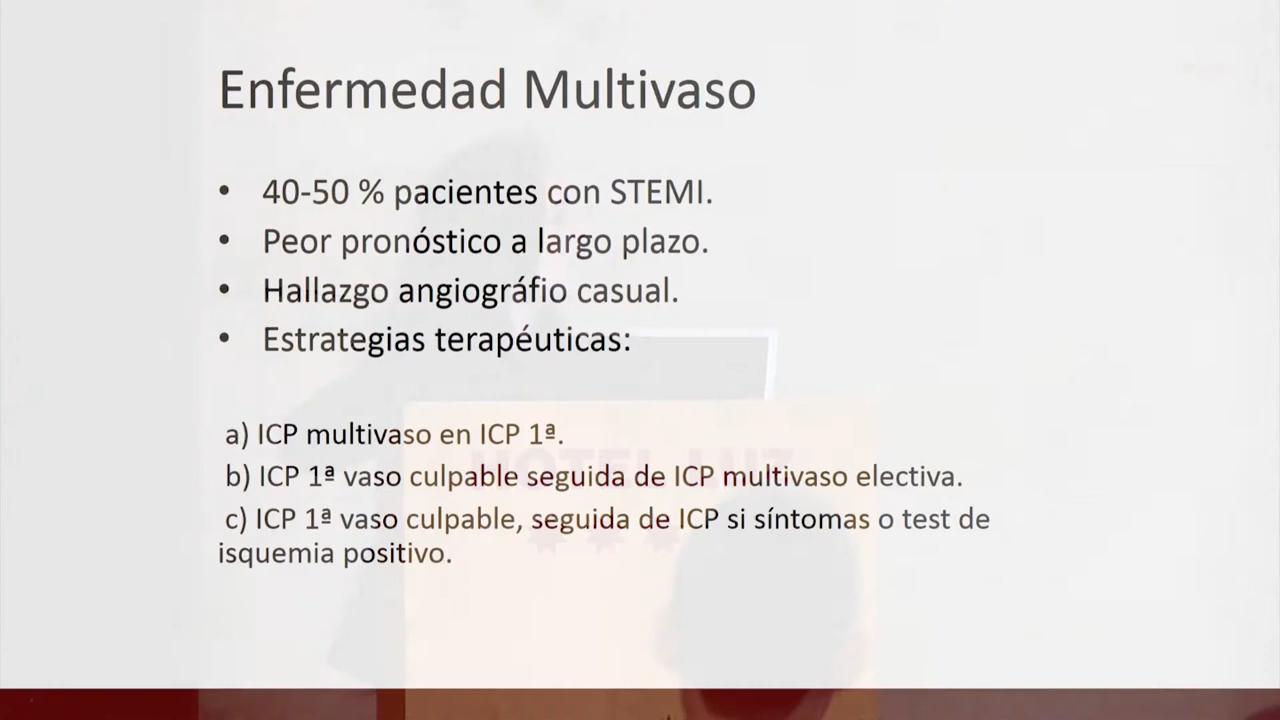 Enfermedad Multivaso
• 40-50 % pacientes con STEMI.
• Peor pronóstico a largo plazo.
• Hallazgo angiográfio casual.
• Estrategias terapéuticas:
a) ICP multivaso en ICP 1ª.
HOTEL LUZ
b) ICP 1ª vaso culpable seguida de ICP multivaso electiva.
c) ICP 1ª vaso culpable, seguida de ICP si síntomas o test de
isquemia positivo.